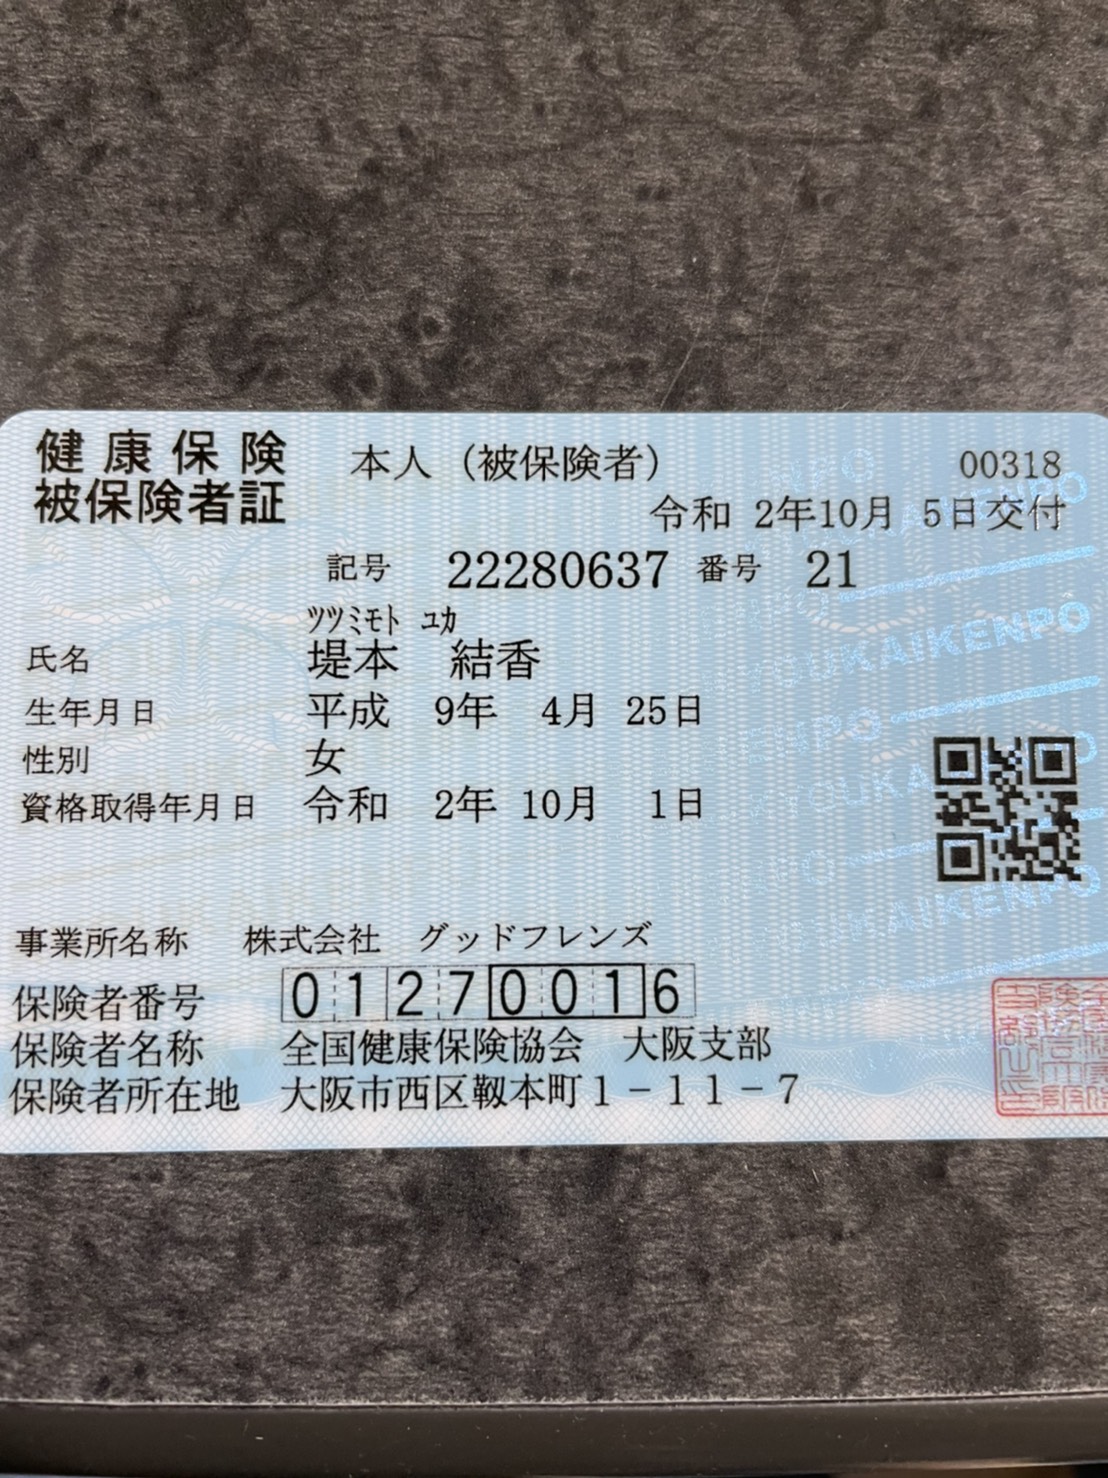 健康保険
被保険者証
本人（被保険者） 00318
令和 2年10月 5日交付
記号 22280637 番号 21
ﾂﾂﾐﾓﾄ ﾕｶ
氏名 堤本 結香
生年月日 平成 9年 4月 25日
性別 女
資格取得年月日 令和 2年 10月 1日
事業所名称 株式会社 グッドフレンズ
保険者番号 01270016
保険者名称 全国健康保険協会 大阪支部
保険者所在地 大阪市西区靱本町１－１１－７